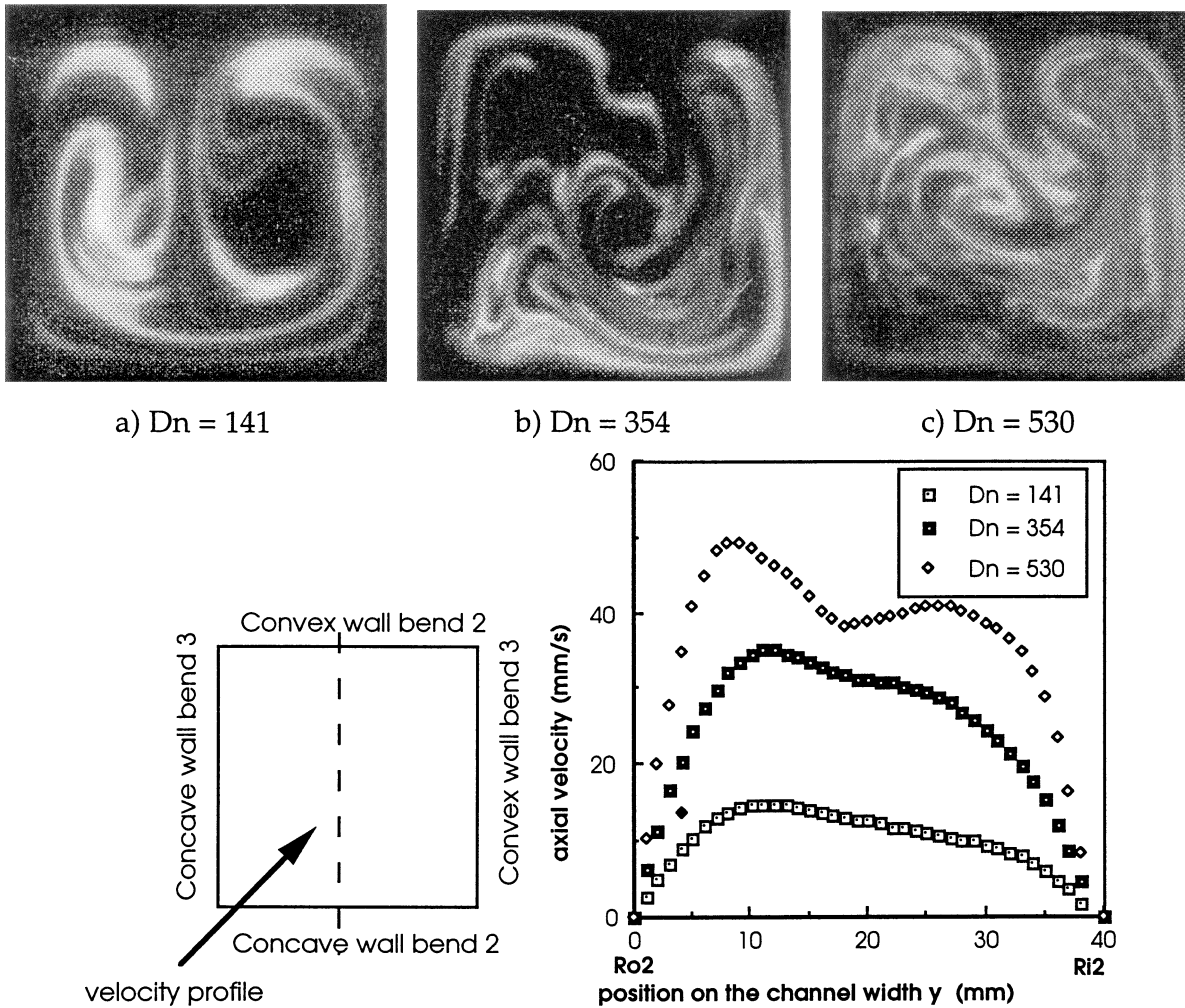 a) Dn = 141
b) Dn = 354
c) Dn = 530
60
40
20
0
axial velocity (mm/s)
Dn = 141
Dn = 354
Dn = 530
0
10
20
30
40
Ro2
Ri2
position on the channel width y (mm)
Convex wall bend 2
Concave wall bend 3
Convex wall bend 3
Concave wall bend 2
velocity profile